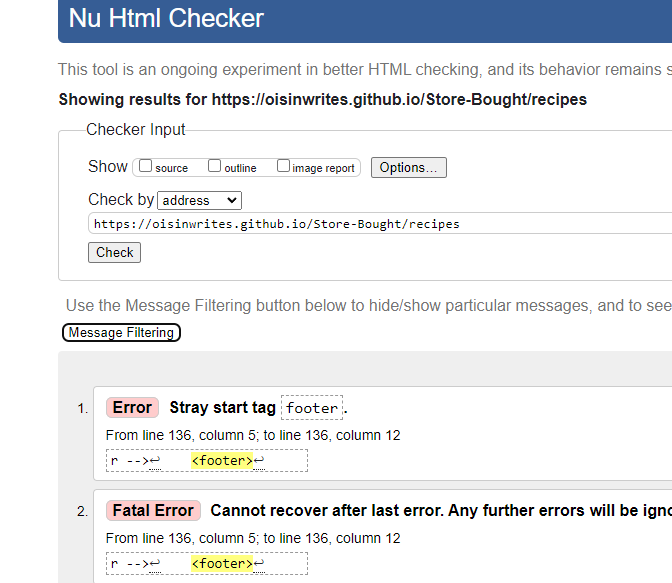 Nu Html Checker
This tool is an ongoing experiment in better HTML checking, and its behavior remains s
Showing results for https://oisinwrites.github.io/Store-Bought/recipes
Checker Input
Show source outline image report Options...
Check by address
https://oisinwrites.github.io/Store-Bought/recipes
Check
Use the Message Filtering button below to hide/show particular messages, and to see
Message Filtering
1. Error Stray start tag footer.
From line 136, column 5; to line 136, column 12
r -->↩ <footer>↩
2. Fatal Error Cannot recover after last error. Any further errors will be igno
From line 136, column 5; to line 136, column 12
r -->↩ <footer>↩